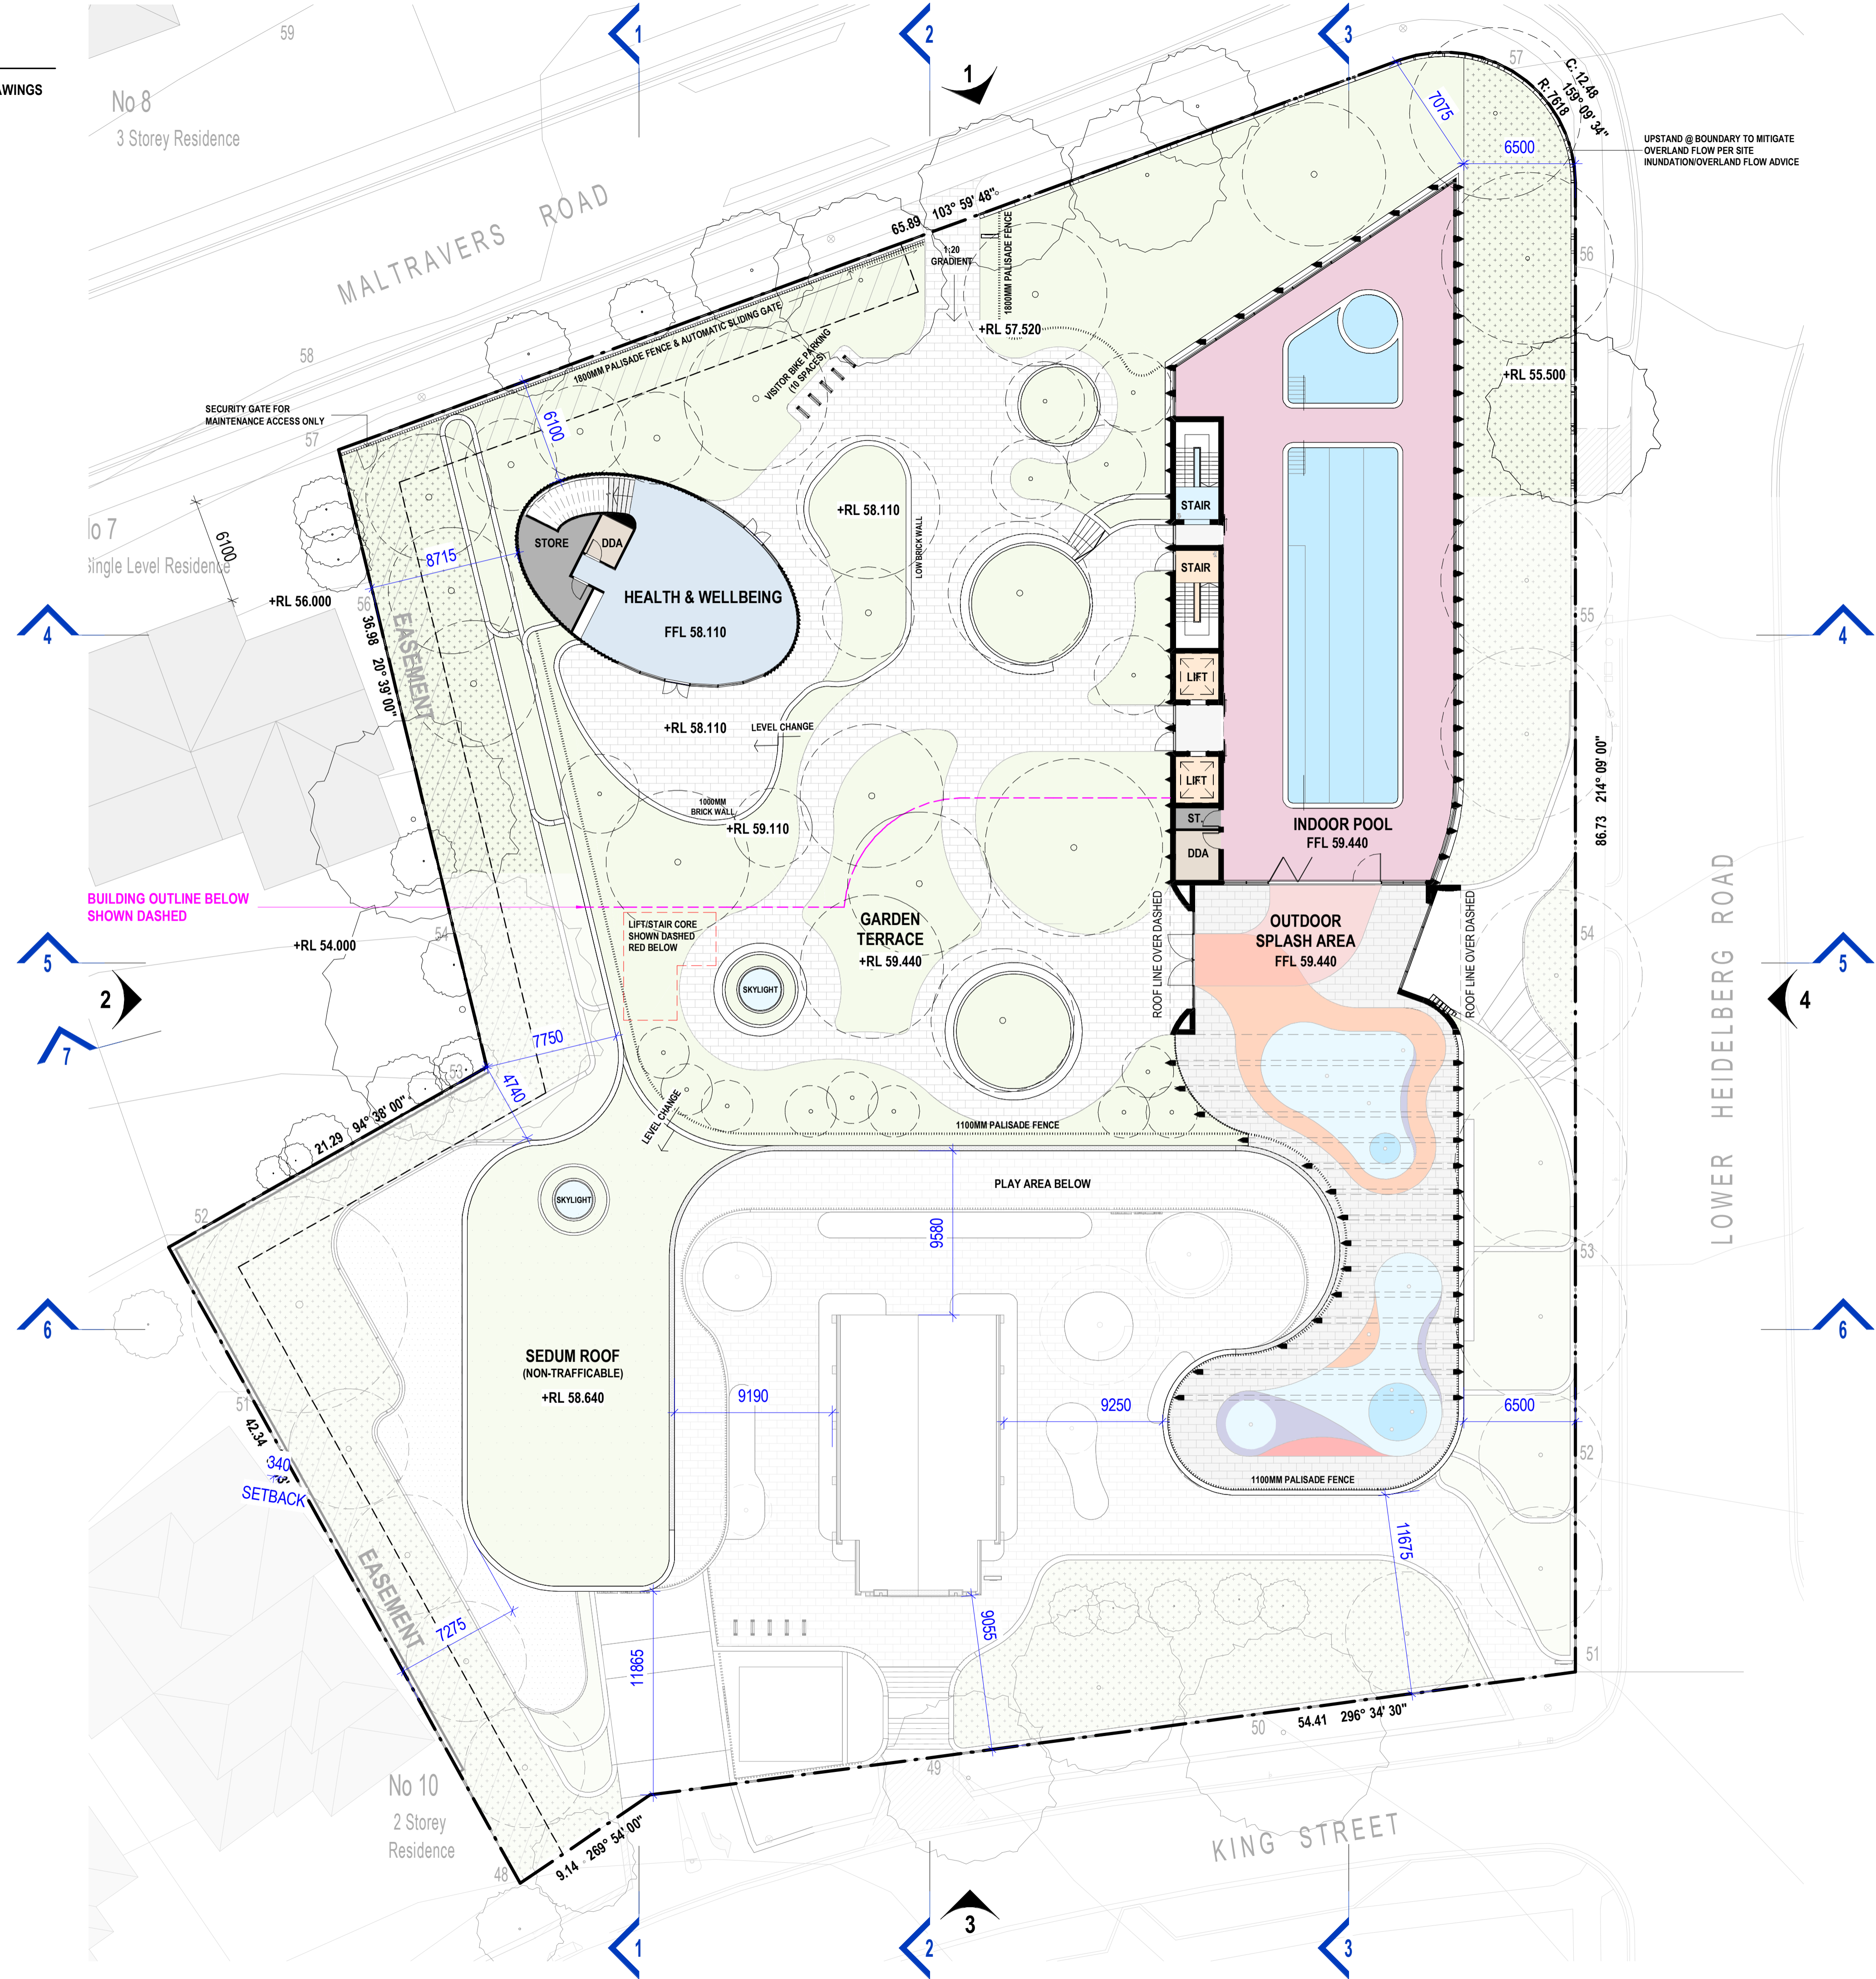 AWINGS
59
1
2
3
1
57
C: 12.48
159° 09' 34"
R: 7618
No 8
3 Storey Residence
7075
6500
UPSTAND @ BOUNDARY TO MITIGATE
OVERLAND FLOW PER SITE
INUNDATION/OVERLAND FLOW ADVICE
MALTRAVERS ROAD
65.89 103° 59' 48"
1:20
GRADIENT
1800MM PALISADE FENCE
56
+RL 57.520
1800MM PALISADE FENCE & AUTOMATIC SLIDING GATE
VISITOR BIKE PARKING
(10 SPACES)
58
+RL 55.500
SECURITY GATE FOR
MAINTENANCE ACCESS ONLY
57
6100
No 7
Single Level Residence
6100
8715
STORE
DDA
+RL 58.110
LOW BRICK WALL
STAIR
STAIR
+RL 56.000
56
HEALTH & WELLBEING
FFL 58.110
55
4
4
EASEMENT
36.98 20° 39' 00"
LIFT
+RL 58.110
LEVEL CHANGE
86.73 214° 09' 00"
LIFT
1000MM
BRICK WALL
+RL 59.110
ST.
DDA
INDOOR POOL
FFL 59.440
BUILDING OUTLINE BELOW
SHOWN DASHED
LIFT/STAIR CORE
SHOWN DASHED
RED BELOW
GARDEN
TERRACE
+RL 59.440
ROOF LINE OVER DASHED
OUTDOOR
SPLASH AREA
FFL 59.440
ROOF LINE OVER DASHED
54
54
+RL 54.000
5
5
2
4
SKYLIGHT
LOWER HEIDELBERG ROAD
7
7750
53
4740
LEVEL CHANGE
21.29 94° 38' 00"
1100MM PALISADE FENCE
SKYLIGHT
PLAY AREA BELOW
52
9580
53
6
6
SEDUM ROOF
(NON-TRAFFICABLE)
+RL 58.640
51
9190
9250
6500
42.34
340
SETBACK
52
1100MM PALISADE FENCE
11675
EASEMENT
7275
9055
11865
51
54.41 296° 34' 30"
50
49
No 10
2 Storey
Residence
KING STREET
9.14 269° 54' 00"
48
1
2
3
3